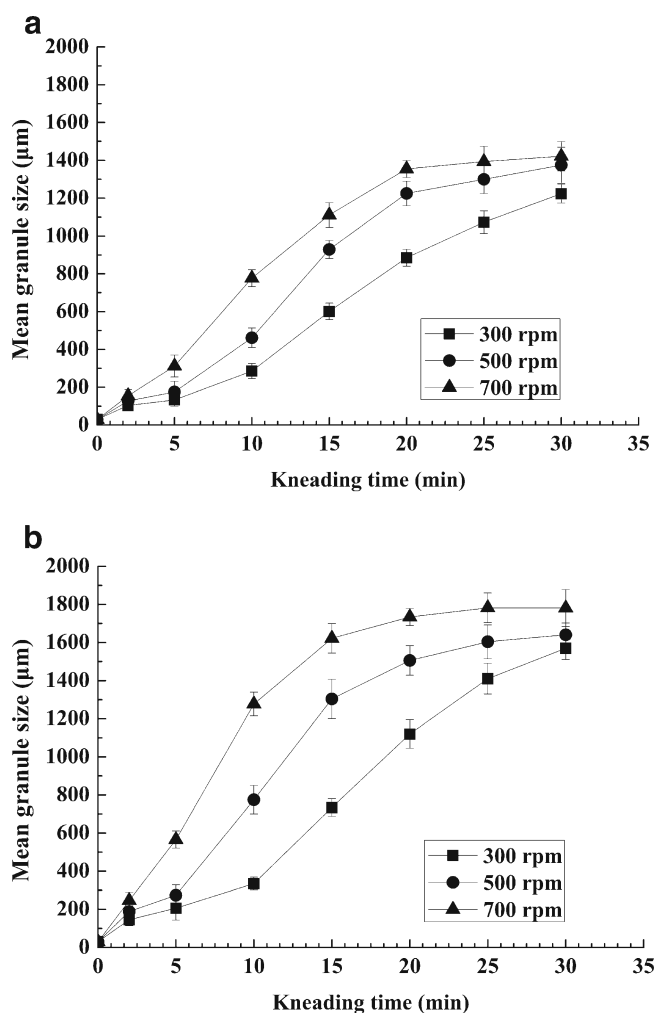 a
2000
1800
1600
1400
1200
1000
800
600
400
200
0
Mean granule size (μm)
300 rpm
500 rpm
700 rpm
0 5 10 15 20 25 30 35
Kneading time (min)
b
2000
1800
1600
1400
1200
1000
800
600
400
200
0
Mean granule size (μm)
300 rpm
500 rpm
700 rpm
0 5 10 15 20 25 30 35
Kneading time (min)